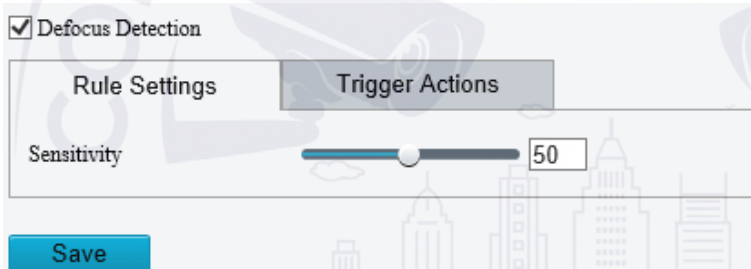 Defocus Detection
Rule Settings Trigger Actions
Sensitivity 50
Save